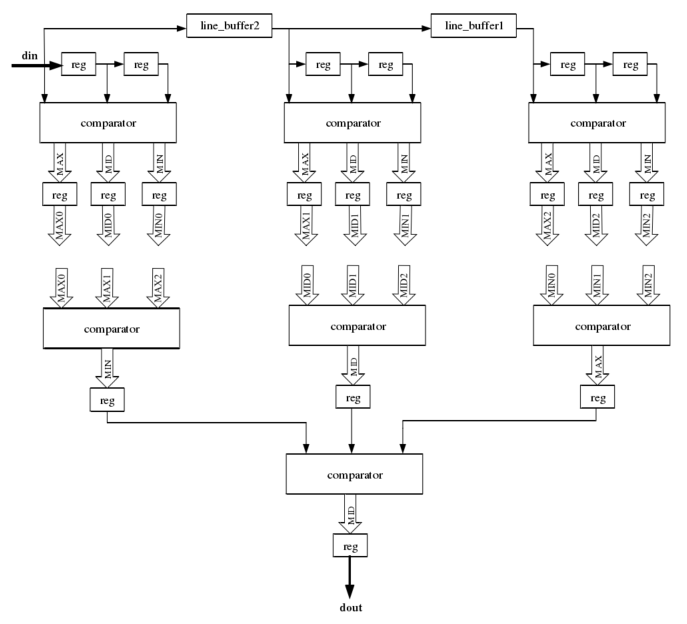 line_buffer2 line_buffer1
din
reg reg reg reg reg reg
comparator comparator comparator
MAX MID MIN MAX MID MIN MAX MID MIN
reg reg reg reg reg reg reg reg reg
MAX0 MID0 MIN0 MAX1 MID1 MIN1 MAX2 MID2 MIN2
MAX0 MAX1 MAX2 MID0 MID1 MID2 MIN0 MIN1 MIN2
comparator comparator comparator
MIN MID MAX
reg reg reg
comparator
MID
reg
dout